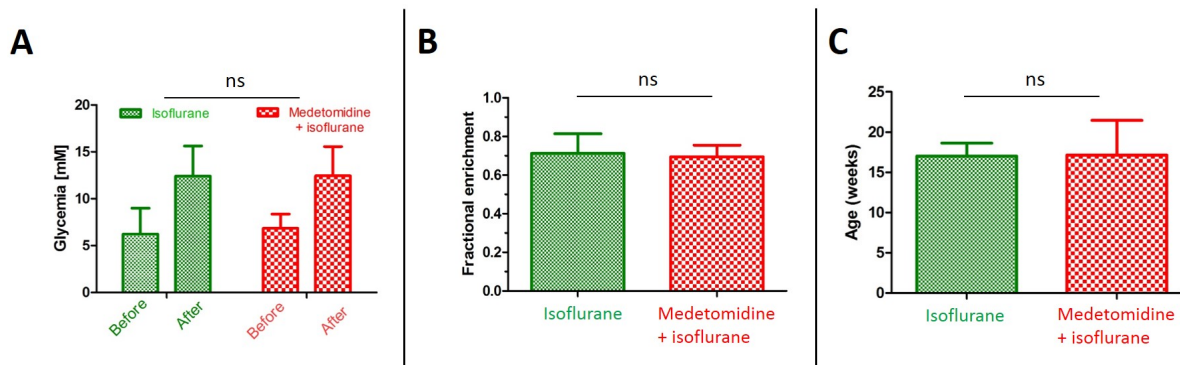 A
ns
Isoflurane
Medetomidine
+ isoflurane
Glycemia [mM]
20
15
10
5
0
Before
After
Before
After
B
ns
Fractional enrichment
1.0
0.8
0.6
0.4
0.2
0.0
Isoflurane
Medetomidine
+ isoflurane
C
ns
Age (weeks)
25
20
15
10
5
0
Isoflurane
Medetomidine
+ isoflurane